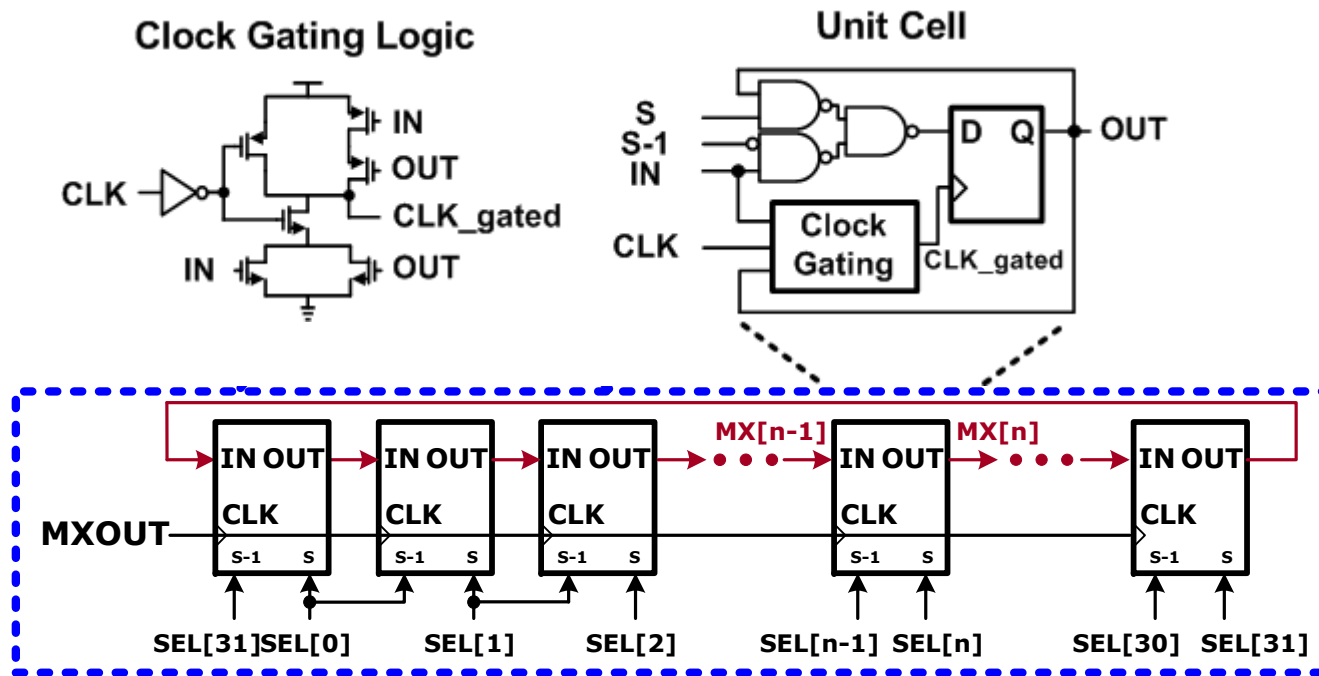 Clock Gating Logic
IN
OUT
CLK
CLK_gated
IN
OUT
Unit Cell
S
S-1
IN
D Q
OUT
CLK
Clock
Gating
CLK_gated
MX[n-1] MX[n]
IN OUT IN OUT IN OUT IN OUT IN OUT
MXOUT CLK CLK CLK CLK CLK
S-1 S S-1 S S-1 S S-1 S S-1 S
SEL[31] SEL[0] SEL[1] SEL[2] SEL[n-1] SEL[n] SEL[30] SEL[31]